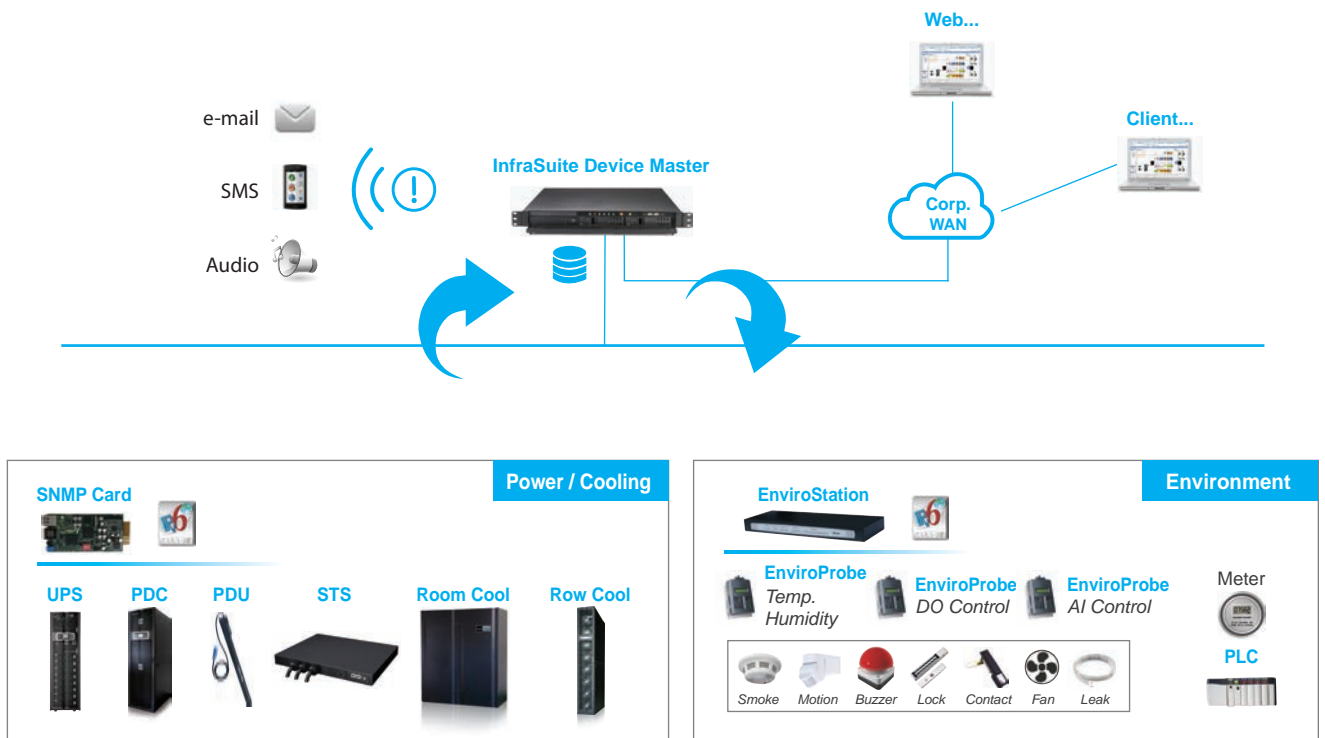 Web...
Client...
e-mail
SMS
Audio
InfraSuite Device Master
Corp.
WAN
Power / Cooling
SNMP Card
UPS
PDC
PDU
STS
Room Cool
Row Cool
Environment
EnviroStation
EnviroProbe
Temp.
Humidity
EnviroProbe
DO Control
EnviroProbe
AI Control
Meter
PLC
Smoke
Motion
Buzzer
Lock
Contact
Fan
Leak